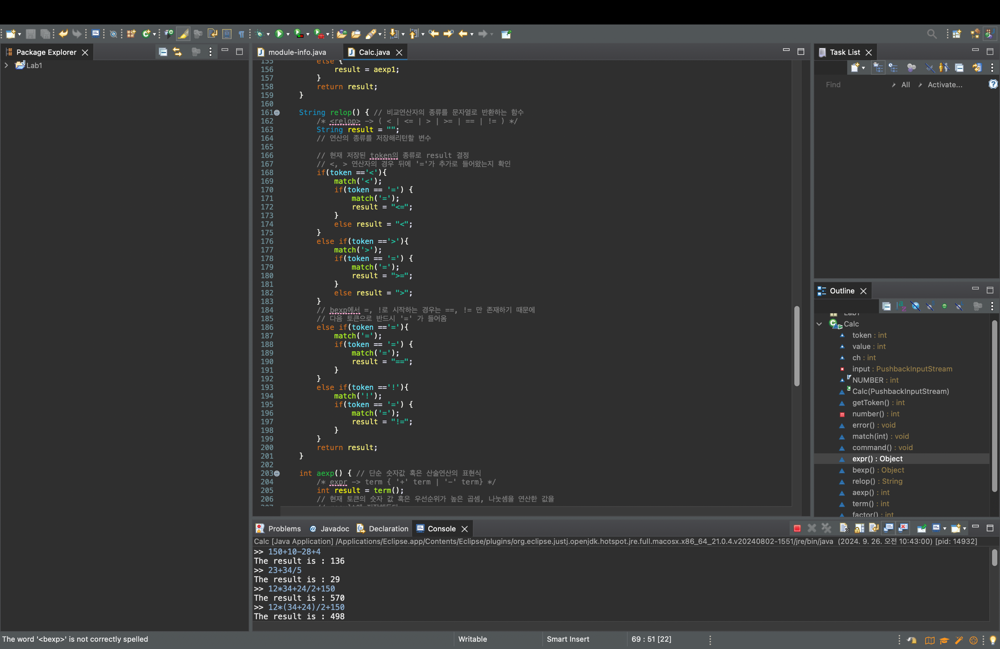 Package Explorer
Lab1
module-info.java
Calc.java
155 else {
156 result = aexp1;
157 }
158 return result;
159 }
160
161 String relop() { // 비교연산자의 종류를 문자열로 반환하는 함수
162 /* <relop> -> ( < | <= | > | >= | == | != ) */
163 String result = "";
164 // 연산의 종류를 저장해리턴할 변수
165
166 // 현재 저장된 token의 종류로 result 결정
167 // <, > 연산자의 경우 뒤에 '='가 추가로 들어왔는지 확인
168 if(token =='<'){
169 match('<');
170 if(token == '=') {
171 match('=');
172 result = "<=";
173 }
174 else result = "<";
175 }
176 else if(token =='>'){
177 match('>');
178 if(token == '=') {
179 match('=');
180 result = ">=";
181 }
182 else result = ">";
183 }
184 // bexp에서 =, !로 시작하는 경우는 ==, != 만 존재하기 때문에
185 // 다음 토큰으로 반드시 '=' 가 들어옴
186 else if(token =='='){
187 match('=');
188 if(token == '=') {
189 match('=');
190 result = "==";
191 }
192 }
193 else if(token =='!'){
194 match('!');
195 if(token == '=') {
196 match('=');
197 result = "!=";
198 }
199 }
200 return result;
201 }
202
203 int aexp() { // 단순 숫자값 혹은 산술연산의 표현식
204 /* expr -> term { '+' term | '-' term} */
205 int result = term();
206 // 현재 토큰의 숫자 값 혹은 우선순위가 높은 곱셈, 나눗셈을 연산한 값을
Task List
Find All Activate...
Outline
Lab1
Calc
token : int
value : int
ch : int
input : PushbackInputStream
NUMBER : int
Calc(PushbackInputStream)
getToken() : int
number() : int
error() : void
match(int) : void
command() : void
expr() : Object
bexp() : Object
relop() : String
aexp() : int
term() : int
factor() : int
Problems
Javadoc
Declaration
Console
Calc [Java Application] /Applications/Eclipse.app/Contents/Eclipse/plugins/org.eclipse.justj.openjdk.hotspot.jre.full.macosx.x86_64_21.0.4.v20240802-1551/jre/bin/java (2024. 9. 26. 오전 10:43:00) [pid: 14932]
>> 150+10-28+4
The result is : 136
>> 23+34/5
The result is : 29
>> 12*34+24/2+150
The result is : 570
>> 12*(34+24)/2+150
The result is : 498
The word '<bexp>' is not correctly spelled
Writable
Smart Insert
69 : 51 [22]